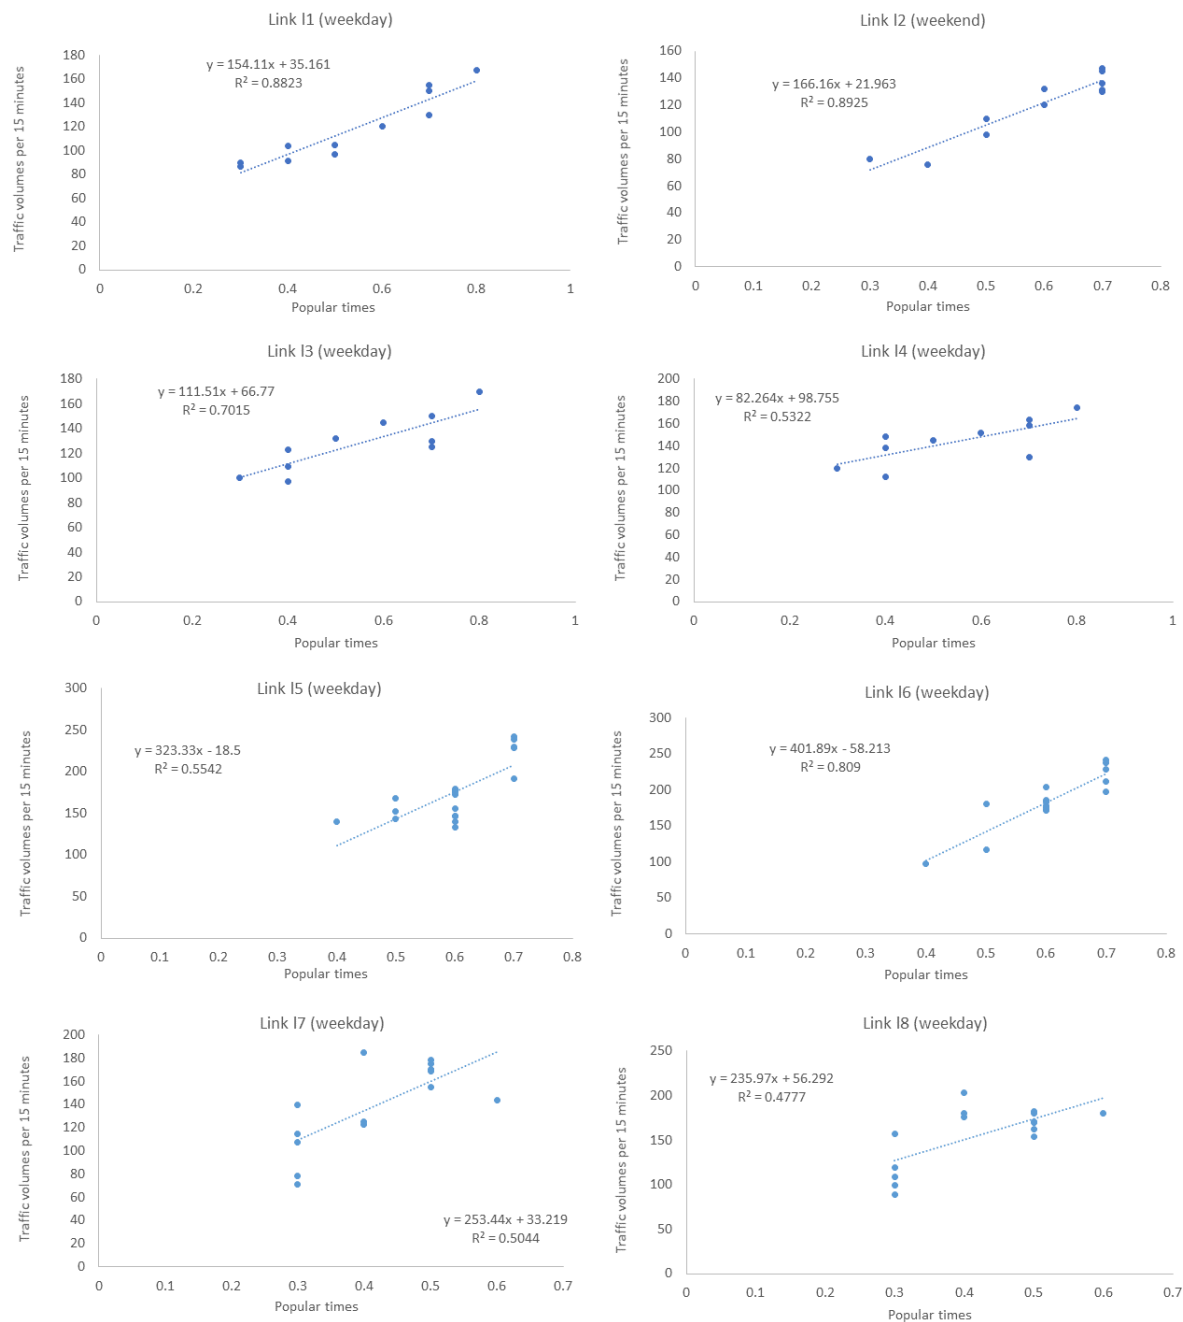 Link l1 (weekday)
y = 154.11x + 35.161
R² = 0.8823
Traffic volumes per 15 minutes
180
160
140
120
100
80
60
40
20
0
0 0.2 0.4 0.6 0.8 1
Popular times
Link l2 (weekend)
y = 166.16x + 21.963
R² = 0.8925
Traffic volumes per 15 minutes
160
140
120
100
80
60
40
20
0
0 0.1 0.2 0.3 0.4 0.5 0.6 0.7 0.8
Popular times
Link l3 (weekday)
y = 111.51x + 66.77
R² = 0.7015
Traffic volumes per 15 minutes
180
160
140
120
100
80
60
40
20
0
0 0.2 0.4 0.6 0.8 1
Popular times
Link l4 (weekday)
y = 82.264x + 98.755
R² = 0.5322
Traffic volumes per 15 minutes
200
180
160
140
120
100
80
60
40
20
0
0 0.2 0.4 0.6 0.8 1
Popular times
Link l5 (weekday)
y = 323.33x - 18.5
R² = 0.5542
Traffic volumes per 15 minutes
300
250
200
150
100
50
0
0 0.1 0.2 0.3 0.4 0.5 0.6 0.7 0.8
Popular times
Link l6 (weekday)
y = 401.89x - 58.213
R² = 0.809
Traffic volumes per 15 minutes
300
250
200
150
100
50
0
0 0.1 0.2 0.3 0.4 0.5 0.6 0.7 0.8
Popular times
Link l7 (weekday)
Traffic volumes per 15 minutes
200
180
160
140
120
100
80
60
40
20
0
y = 253.44x + 33.219
R² = 0.5044
0 0.1 0.2 0.3 0.4 0.5 0.6 0.7
Popular times
Link l8 (weekday)
y = 235.97x + 56.292
R² = 0.4777
Traffic volumes per 15 minutes
250
200
150
100
50
0
0 0.1 0.2 0.3 0.4 0.5 0.6 0.7
Popular times